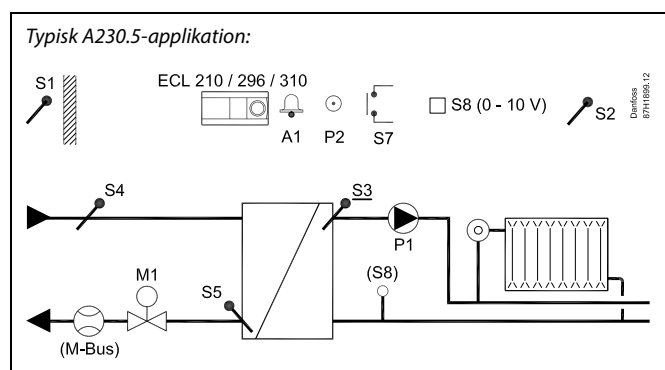 Typisk A230.5-applikation:
S1
ECL 210 / 296 / 310
A1
P2
S7
S8 (0 - 10 V)
S2
Danfoss
87H1899.12
S4
S3
P1
M1
S5
(S8)
(M-Bus)